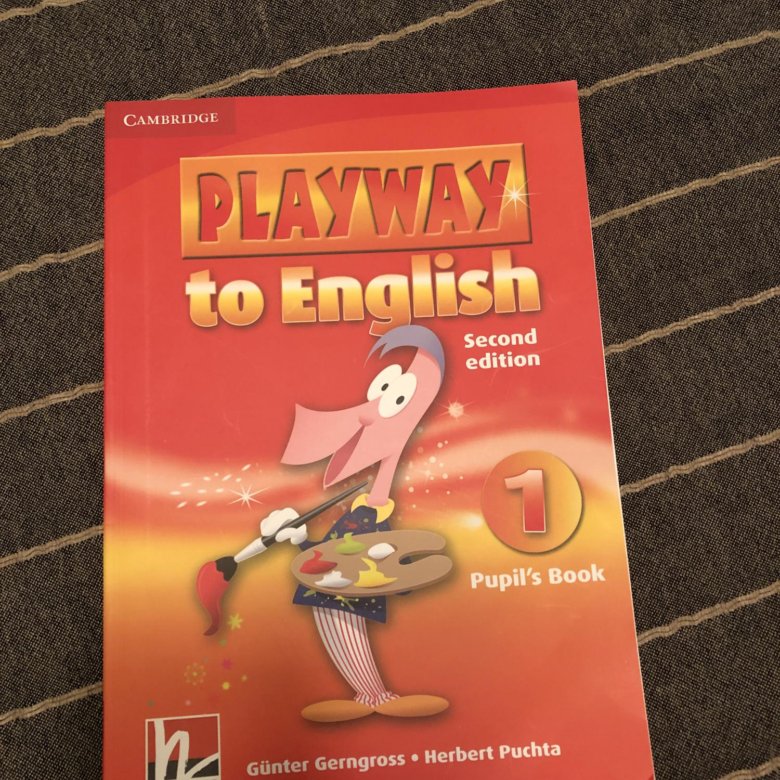 CAMBRIDGE
PLAYWAY
to English
Second
edition
1
Pupil's Book
Günter Gerngross • Herbert Puchta